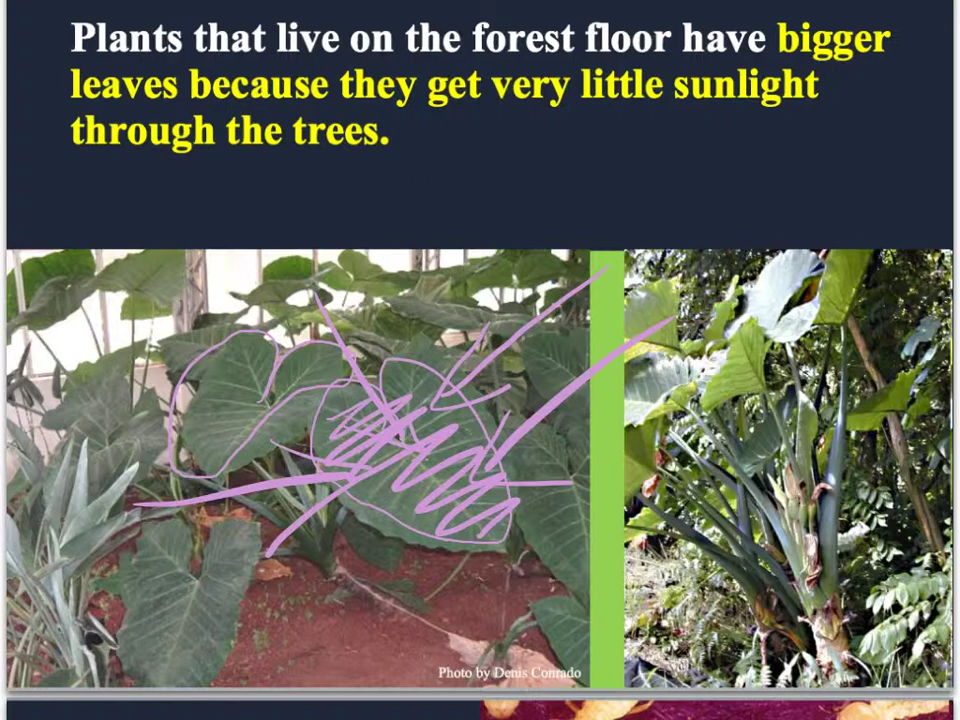 Plants that live on the forest floor have bigger
leaves because they get very little sunlight
through the trees.
Photo by Denis Conrado